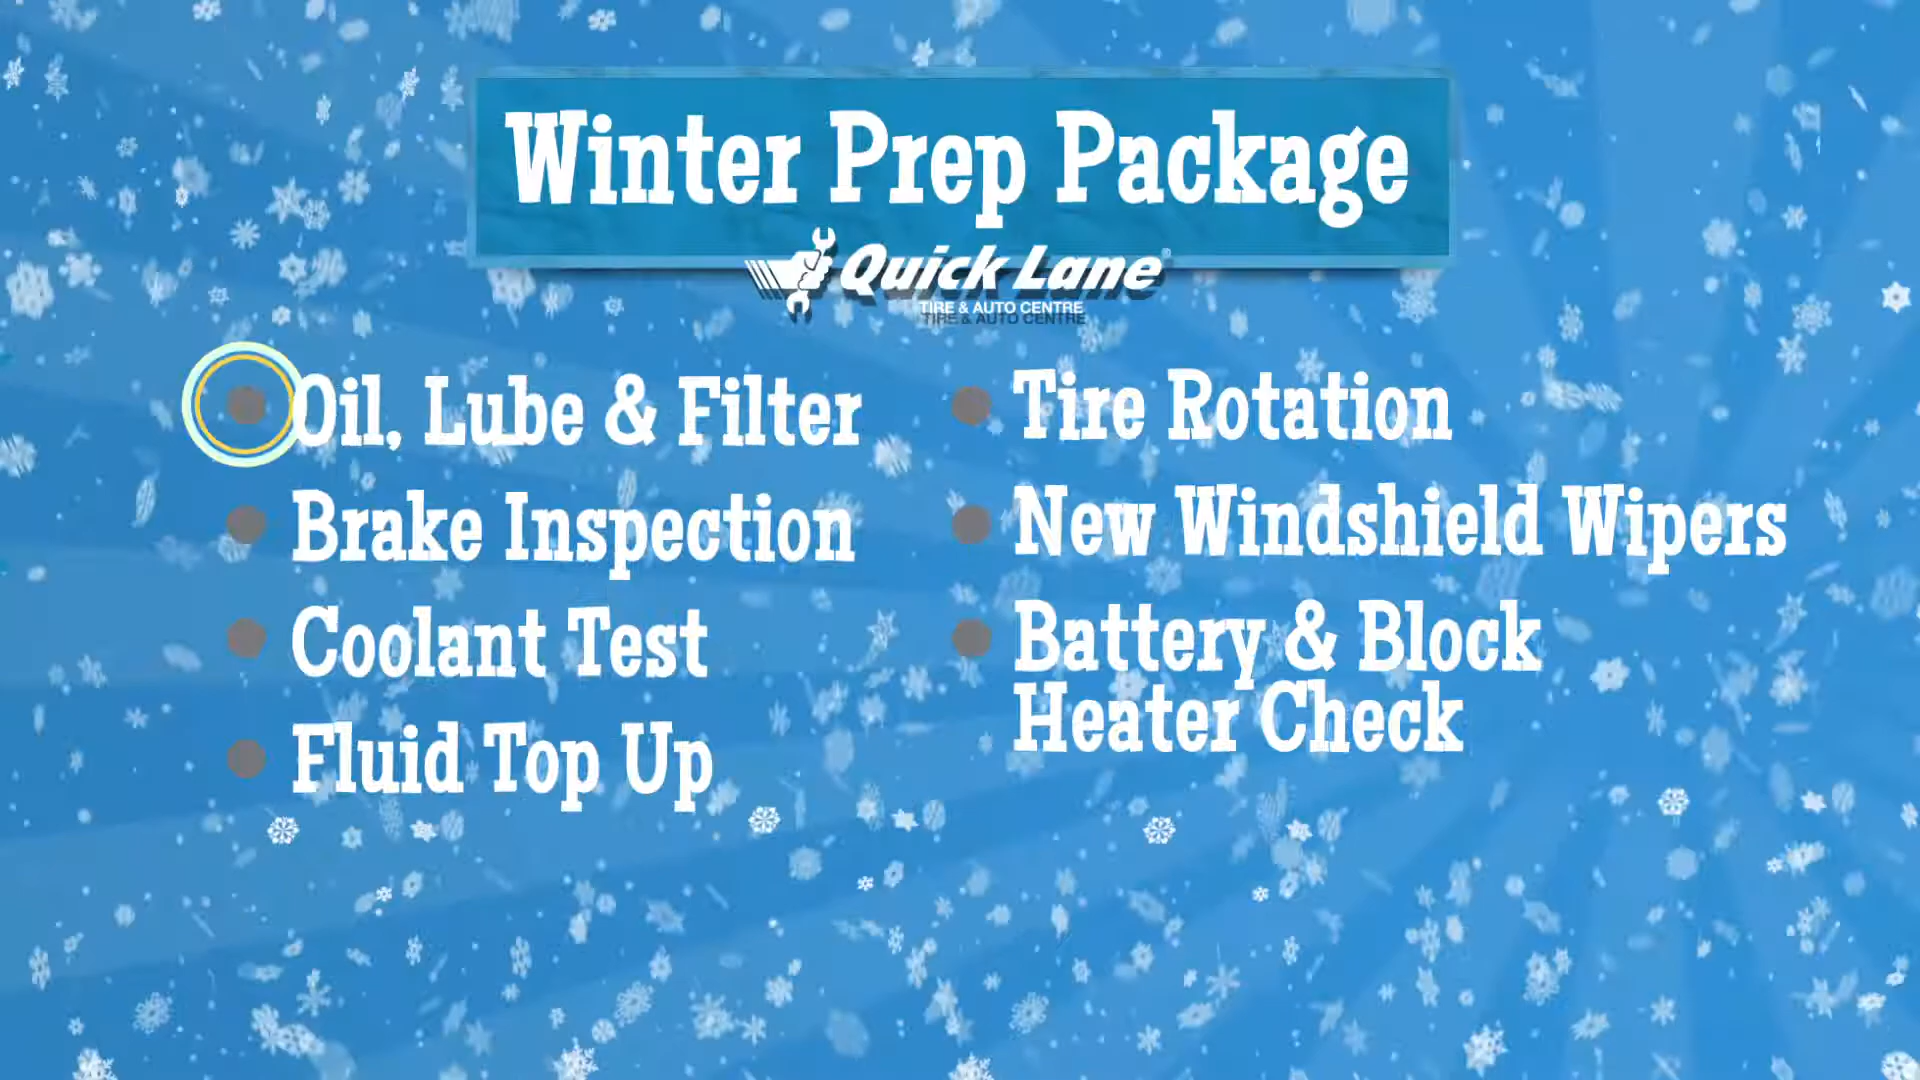 Winter Prep Package
Quick Lane®
TIRE & AUTO CENTRE
Oil, Lube & Filter
Brake Inspection
Coolant Test
Fluid Top Up
Tire Rotation
New Windshield Wipers
Battery & Block
Heater Check